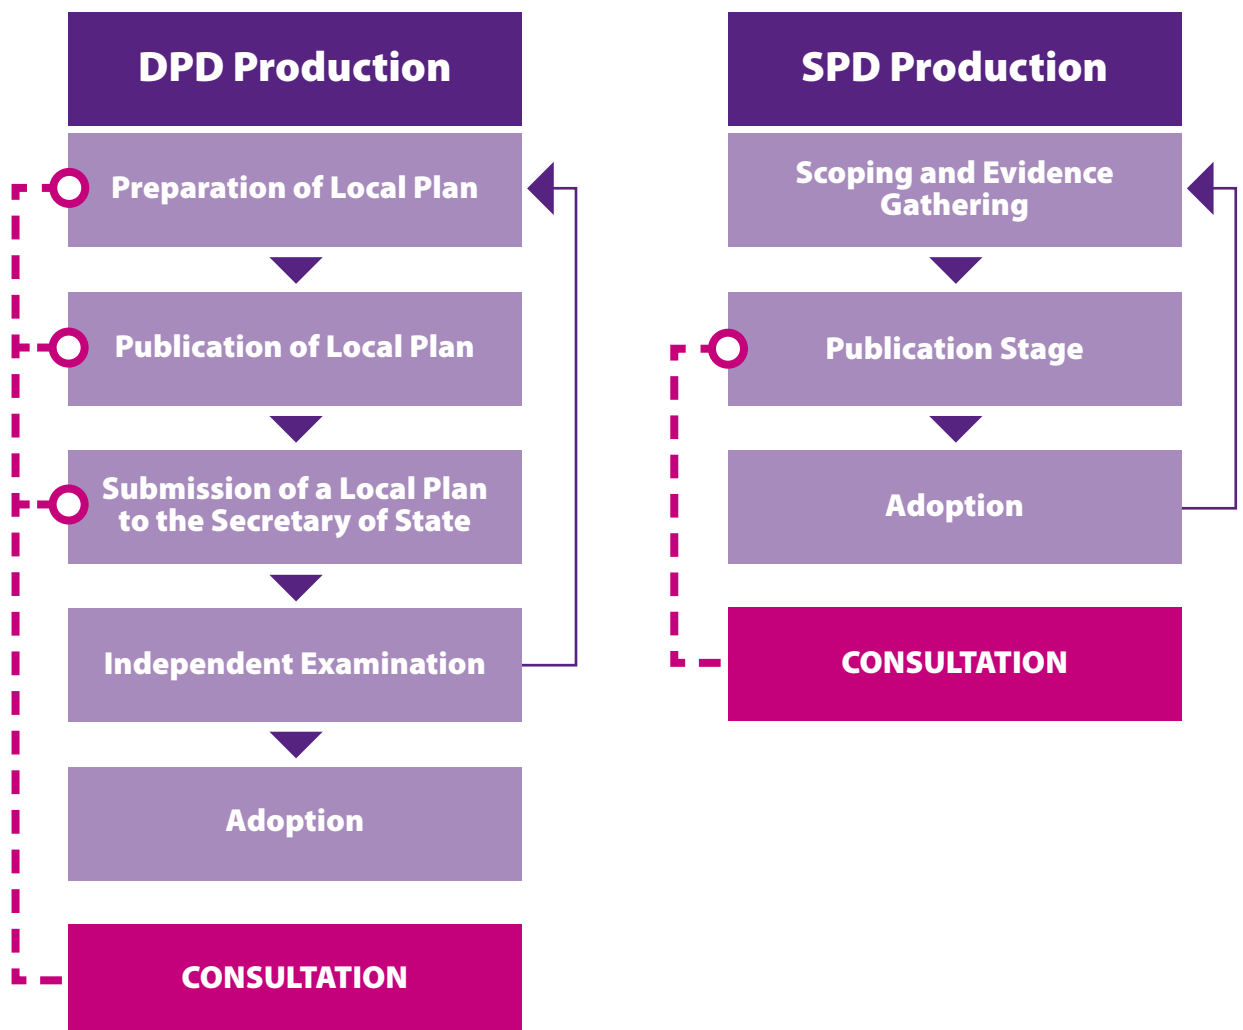 DPD Production
Preparation of Local Plan
Publication of Local Plan
Submission of a Local Plan
to the Secretary of State
Independent Examination
Adoption
CONSULTATION
SPD Production
Scoping and Evidence
Gathering
Publication Stage
Adoption
CONSULTATION